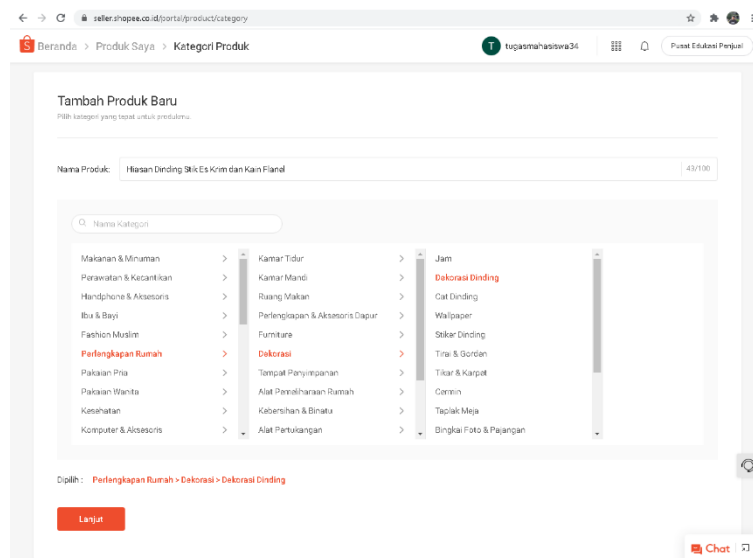 seller.shopee.co.id/portal/product/category
Beranda > Produk Saya > Kategori Produk
T tugasmahasiswa34
Pusat Edukasi Penjual
Tambah Produk Baru
Pilih kategori yang tepat untuk produkmu.
Nama Produk: Hiasan Dinding Stik Es Krim dan Kain Flanel 43/100
Nama Kategori
Makanan & Minuman > Kamar Tidur > Jam
Perawatan & Kecantikan > Kamar Mandi > Dekorasi Dinding
Handphone & Aksesoris > Ruang Makan > Cat Dinding
Ibu & Bayi > Perlengkapan & Aksesoris Dapur > Wallpaper
Fashion Muslim > Furniture > Stiker Dinding
Perlengkapan Rumah > Dekorasi > Tirai & Gorden
Pakaian Pria > Tempat Penyimpanan > Tikar & Karpet
Pakaian Wanita > Alat Pemeliharaan Rumah > Cermin
Kesehatan > Kebersihan & Binatu > Taplak Meja
Komputer & Aksesoris > Alat Pertukangan > Bingkai Foto & Pajangan
Dipilih : Perlengkapan Rumah > Dekorasi > Dekorasi Dinding
Lanjut
Chat